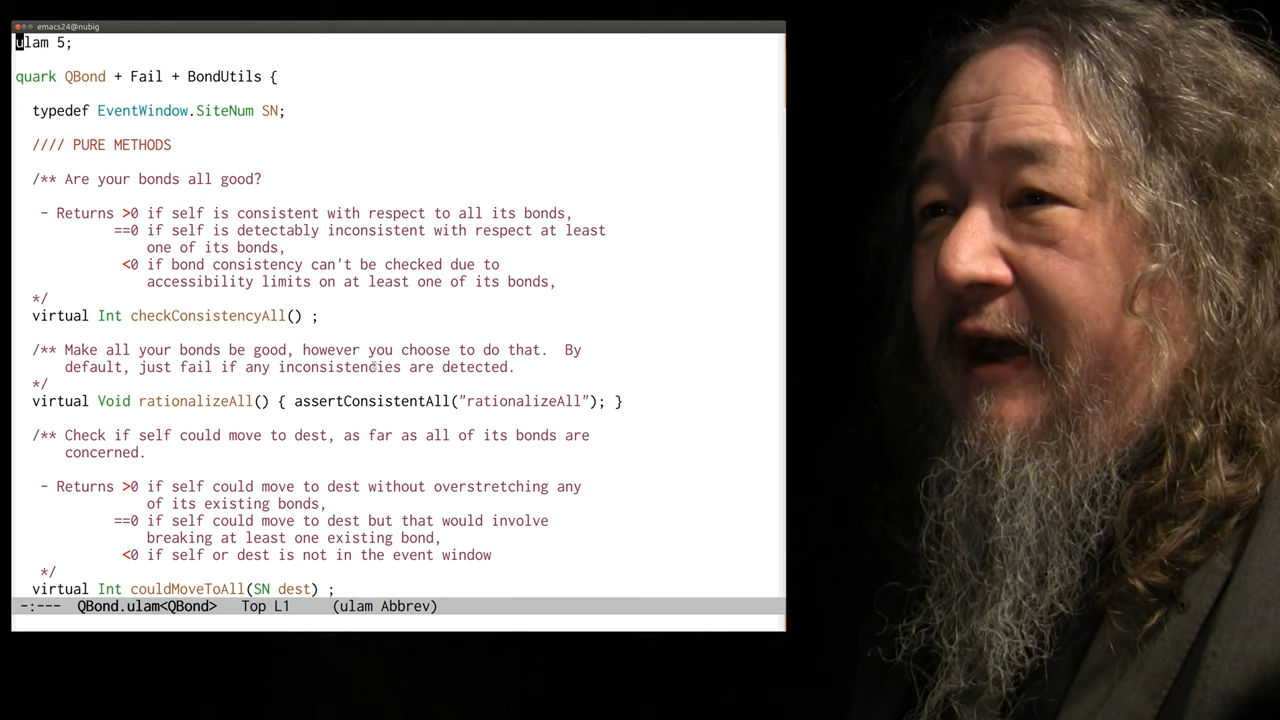 emacs24@nubig
ulam 5;
quark QBond + Fail + BondUtils {
typedef EventWindow.SiteNum SN;
//// PURE METHODS
/** Are your bonds all good?
- Returns >0 if self is consistent with respect to all its bonds,
==0 if self is detectably inconsistent with respect at least
one of its bonds,
<0 if bond consistency can't be checked due to
accessibility limits on at least one of its bonds,
*/
virtual Int checkConsistencyAll() ;
/** Make all your bonds be good, however you choose to do that.  By
default, just fail if any inconsistencies are detected.
*/
virtual Void rationalizeAll() { assertConsistentAll("rationalizeAll"); }
/** Check if self could move to dest, as far as all of its bonds are
concerned.
- Returns >0 if self could move to dest without overstretching any
of its existing bonds,
==0 if self could move to dest but that would involve
breaking at least one existing bond,
<0 if self or dest is not in the event window
*/
virtual Int couldMoveToAll(SN dest) ;
-:---  QBond.ulam<QBond>   Top L1     (ulam Abbrev)